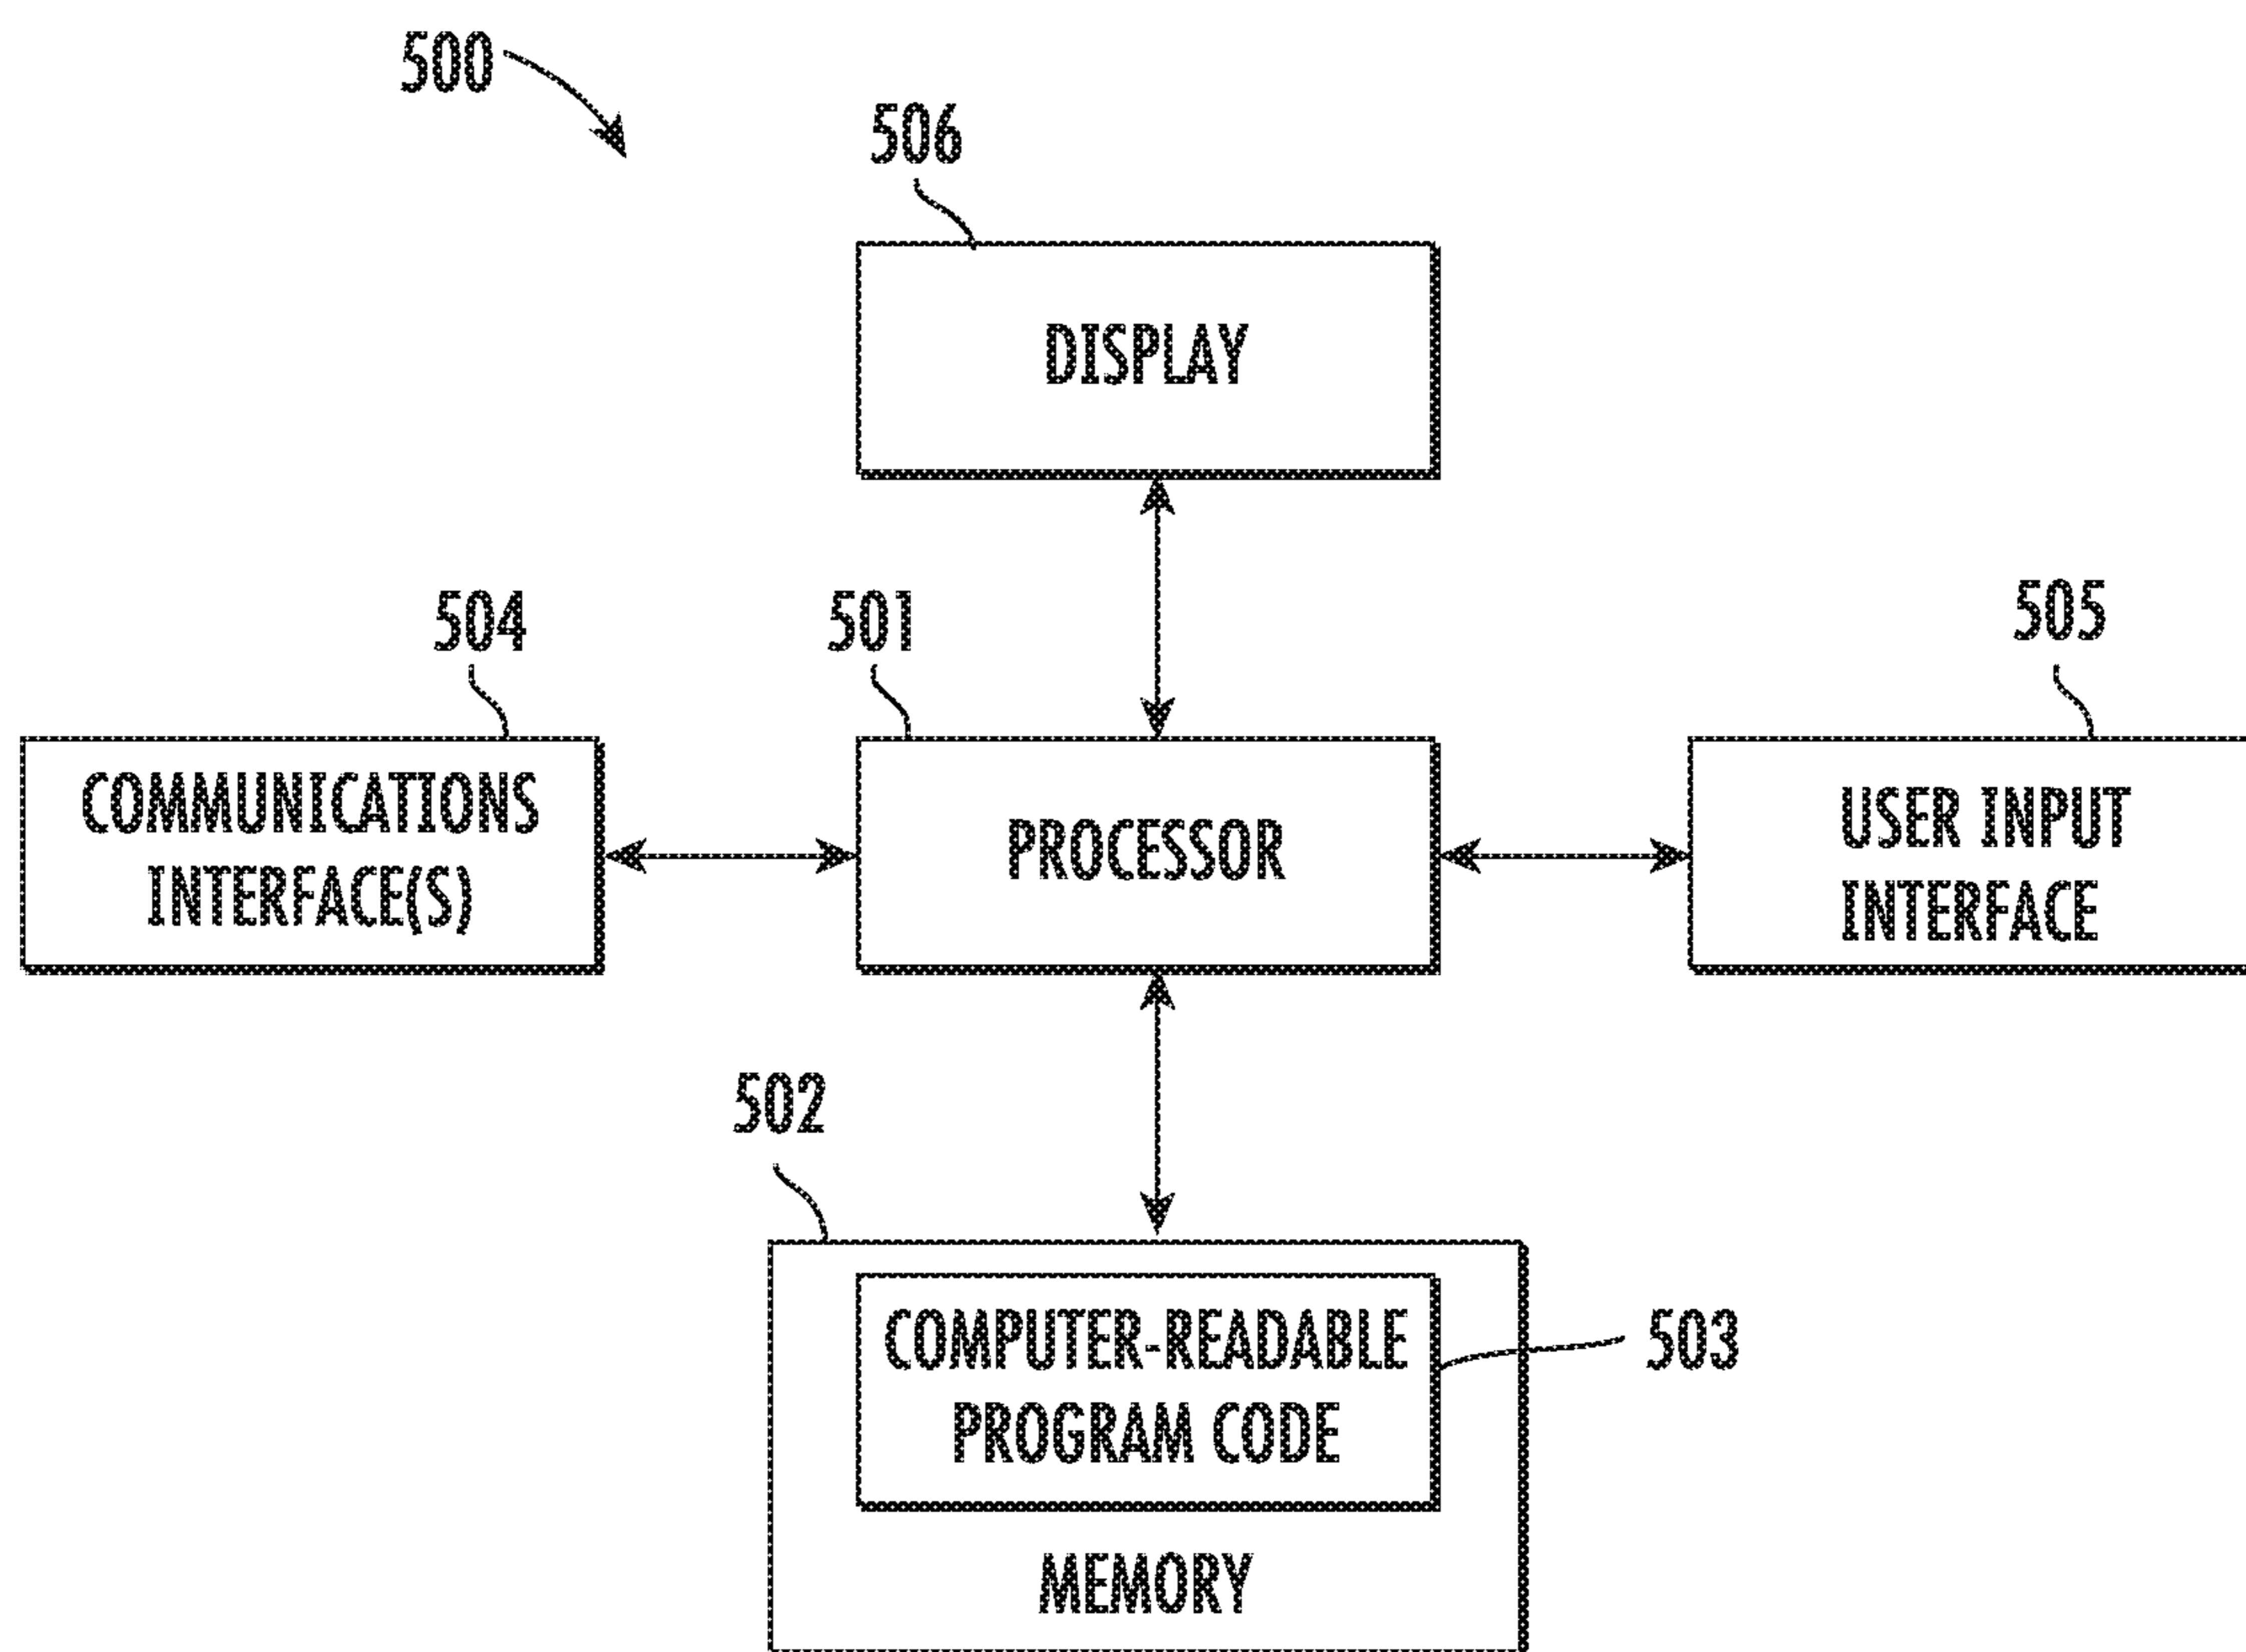 500
506
DISPLAY
504
501
505
COMMUNICATIONS
INTERFACE(S)
PROCESSOR
USER INPUT
INTERFACE
502
COMPUTER-READABLE
PROGRAM CODE
503
MEMORY